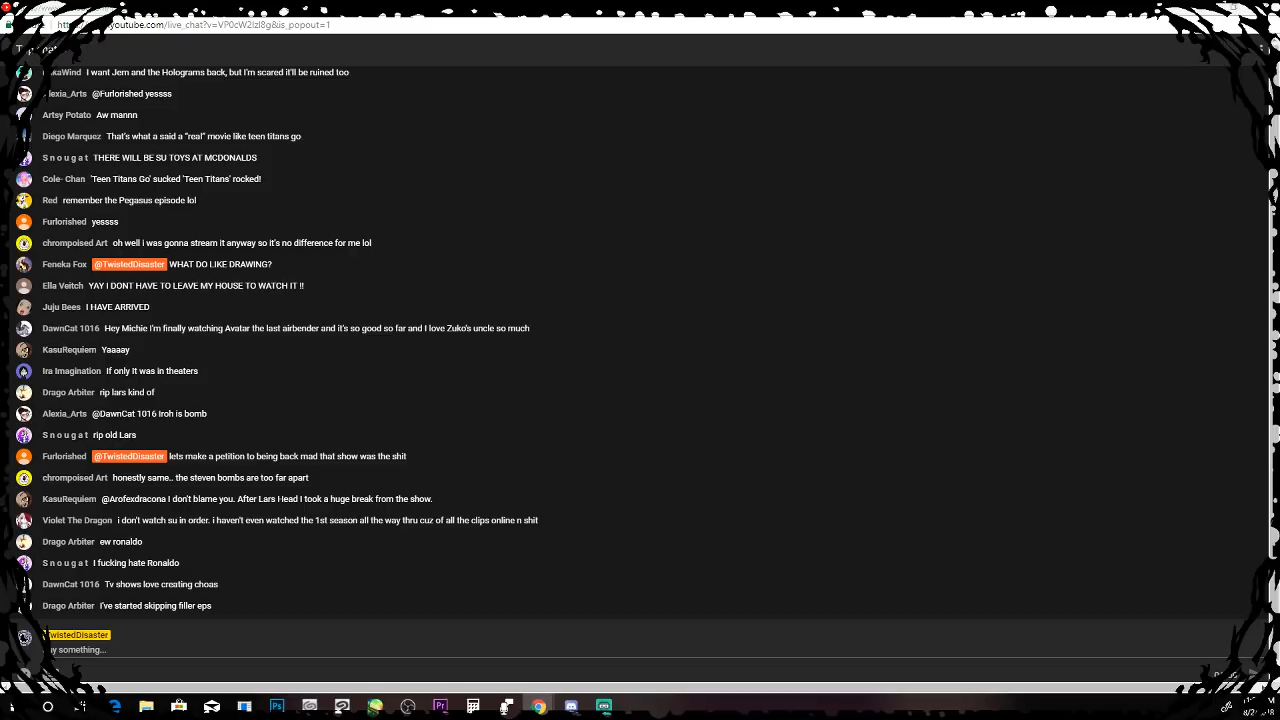 youtube.com/live_chat?v=VP0cW2IzI8g&is_popout=1
I want Jem and the Holograms back, but I'm scared it'll be ruined too
Alexia_Arts @Furlorished yessss
Artsy Potato Aw mannn
Diego Marquez That's what a said a "real" movie like teen titans go
S n o u g a t THERE WILL BE SU TOYS AT MCDONALDS
Cole- Chan 'Teen Titans Go' sucked 'Teen Titans' rocked!
Red remember the Pegasus episode lol
Furlorished yessss
chrompoised Art oh well i was gonna stream it anyway so it's no difference for me lol
Feneka Fox @TwistedDisaster WHAT DO LIKE DRAWING?
Ella Veitch YAY I DONT HAVE TO LEAVE MY HOUSE TO WATCH IT !!
Juju Bees I HAVE ARRIVED
DawnCat 1016 Hey Michie I'm finally watching Avatar the last airbender and it's so good so far and I love Zuko's uncle so much
KasuRequiem Yaaaay
Ira Imagination If only It was in theaters
Drago Arbiter rip lars kind of
Alexia_Arts @DawnCat 1016 Iroh is bomb
S n o u g a t rip old Lars
Furlorished @TwistedDisaster lets make a petition to being back mad that show was the shit
chrompoised Art honestly same.. the steven bombs are too far apart
KasuRequiem @Arofexdracona I don't blame you. After Lars Head I took a huge break from the show.
Violet The Dragon i don't watch su in order. i haven't even watched the 1st season all the way thru cuz of all the clips online n shit
Drago Arbiter ew ronaldo
S n o u g a t I fucking hate Ronaldo
DawnCat 1016 Tv shows love creating choas
Drago Arbiter I've started skipping filler eps
TwistedDisaster
ay something...